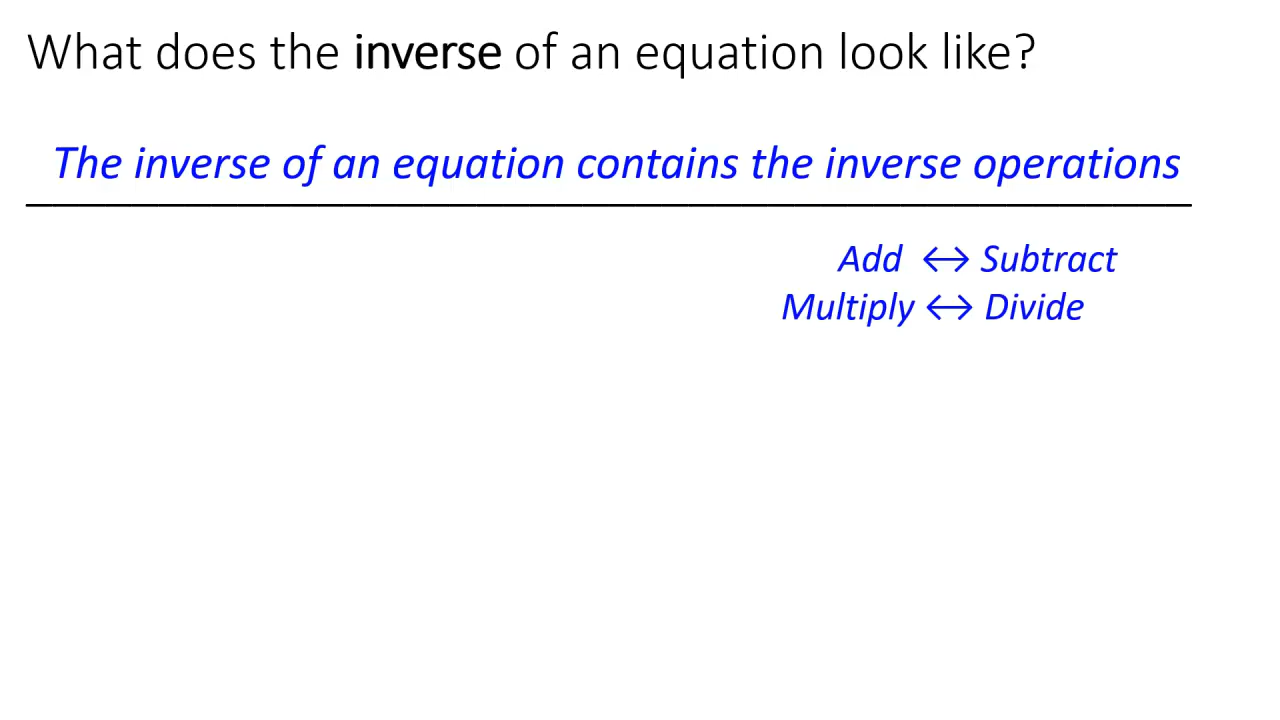 What does the inverse of an equation look like?
The inverse of an equation contains the inverse operations
Add ↔ Subtract
Multiply ↔ Divide